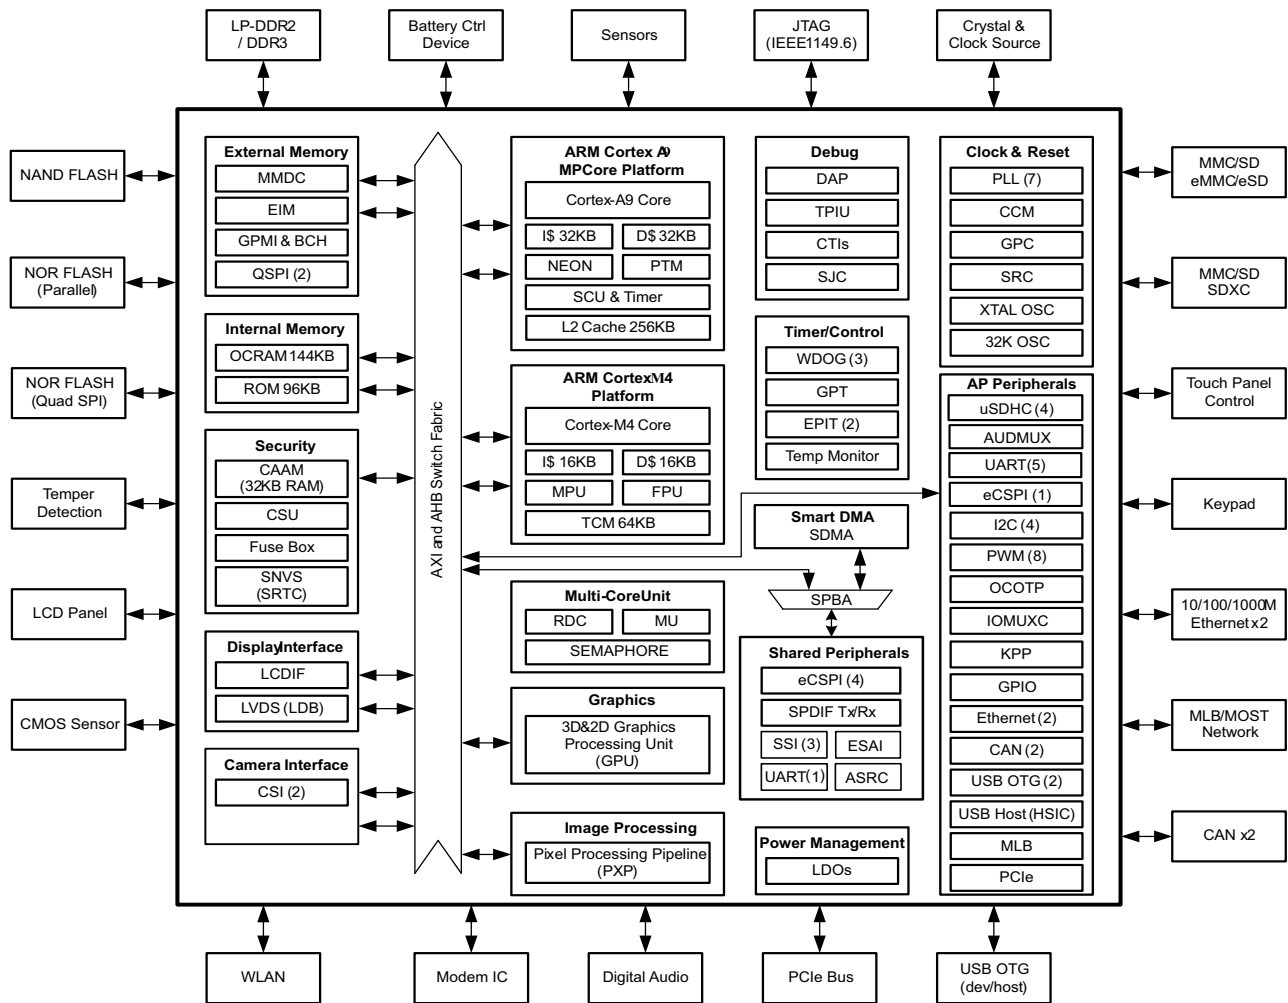 LP-DDR2
/ DDR3
Battery Ctrl
Device
Sensors
JTAG
(IEEE1149.6)
Crystal &
Clock Source
NAND FLASH
NOR FLASH
(Parallel)
NOR FLASH
(Quad SPI)
Temper
Detection
LCD Panel
CMOS Sensor
External Memory
MMDC
EIM
GPMI & BCH
QSPI (2)
Internal Memory
OCRAM 144KB
ROM 96KB
Security
CAAM
(32KB RAM)
CSU
Fuse Box
SNVS
(SRTC)
Display Interface
LCDIF
LVDS (LDB)
Camera Interface
CSI (2)
AXI and AHB Switch Fabric
ARM Cortex A9
MPCore Platform
Cortex-A9 Core
I$ 32KB
D$ 32KB
NEON
PTM
SCU & Timer
L2 Cache 256KB
ARM Cortex M4
Platform
Cortex-M4 Core
I$ 16KB
D$ 16KB
MPU
FPU
TCM 64KB
Multi-Core Unit
RDC
MU
SEMAPHORE
Graphics
3D&2D Graphics
Processing Unit
(GPU)
Image Processing
Pixel Processing Pipeline
(PXP)
Debug
DAP
TPIU
CTIs
SJC
Timer/Control
WDOG (3)
GPT
EPIT (2)
Temp Monitor
Smart DMA
SDMA
SPBA
Shared Peripherals
eCSPI (4)
SPDIF Tx/Rx
SSI (3)
ESAI
UART(1)
ASRC
Power Management
LDOs
Clock & Reset
PLL (7)
CCM
GPC
SRC
XTAL OSC
32K OSC
AP Peripherals
uSDHC (4)
AUDMUX
UART(5)
eCSPI (1)
I2C (4)
PWM (8)
OCOTP
IOMUXC
KPP
GPIO
Ethernet (2)
CAN (2)
USB OTG (2)
USB Host (HSIC)
MLB
PCIe
MMC/SD
eMMC/eSD
MMC/SD
SDXC
Touch Panel
Control
Keypad
10/100/1000M
Ethernet x2
MLB/MOST
Network
CAN x2
WLAN
Modem IC
Digital Audio
PCIe Bus
USB OTG
(dev/host)